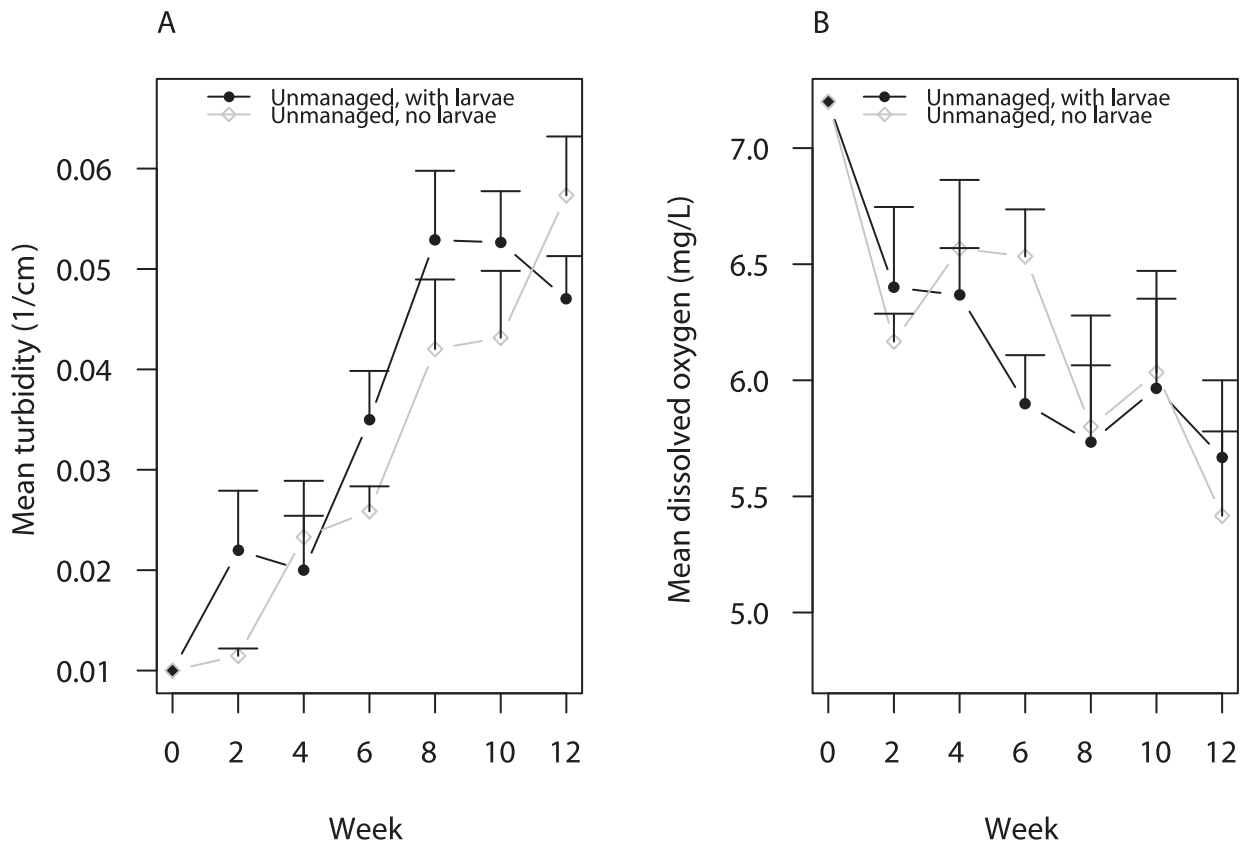 A
Unmanaged, with larvae
Unmanaged, no larvae
Mean turbidity (1/cm)
0.06
0.05
0.04
0.03
0.02
0.01
0 2 4 6 8 10 12
Week
B
Unmanaged, with larvae
Unmanaged, no larvae
Mean dissolved oxygen (mg/L)
7.0
6.5
6.0
5.5
5.0
0 2 4 6 8 10 12
Week